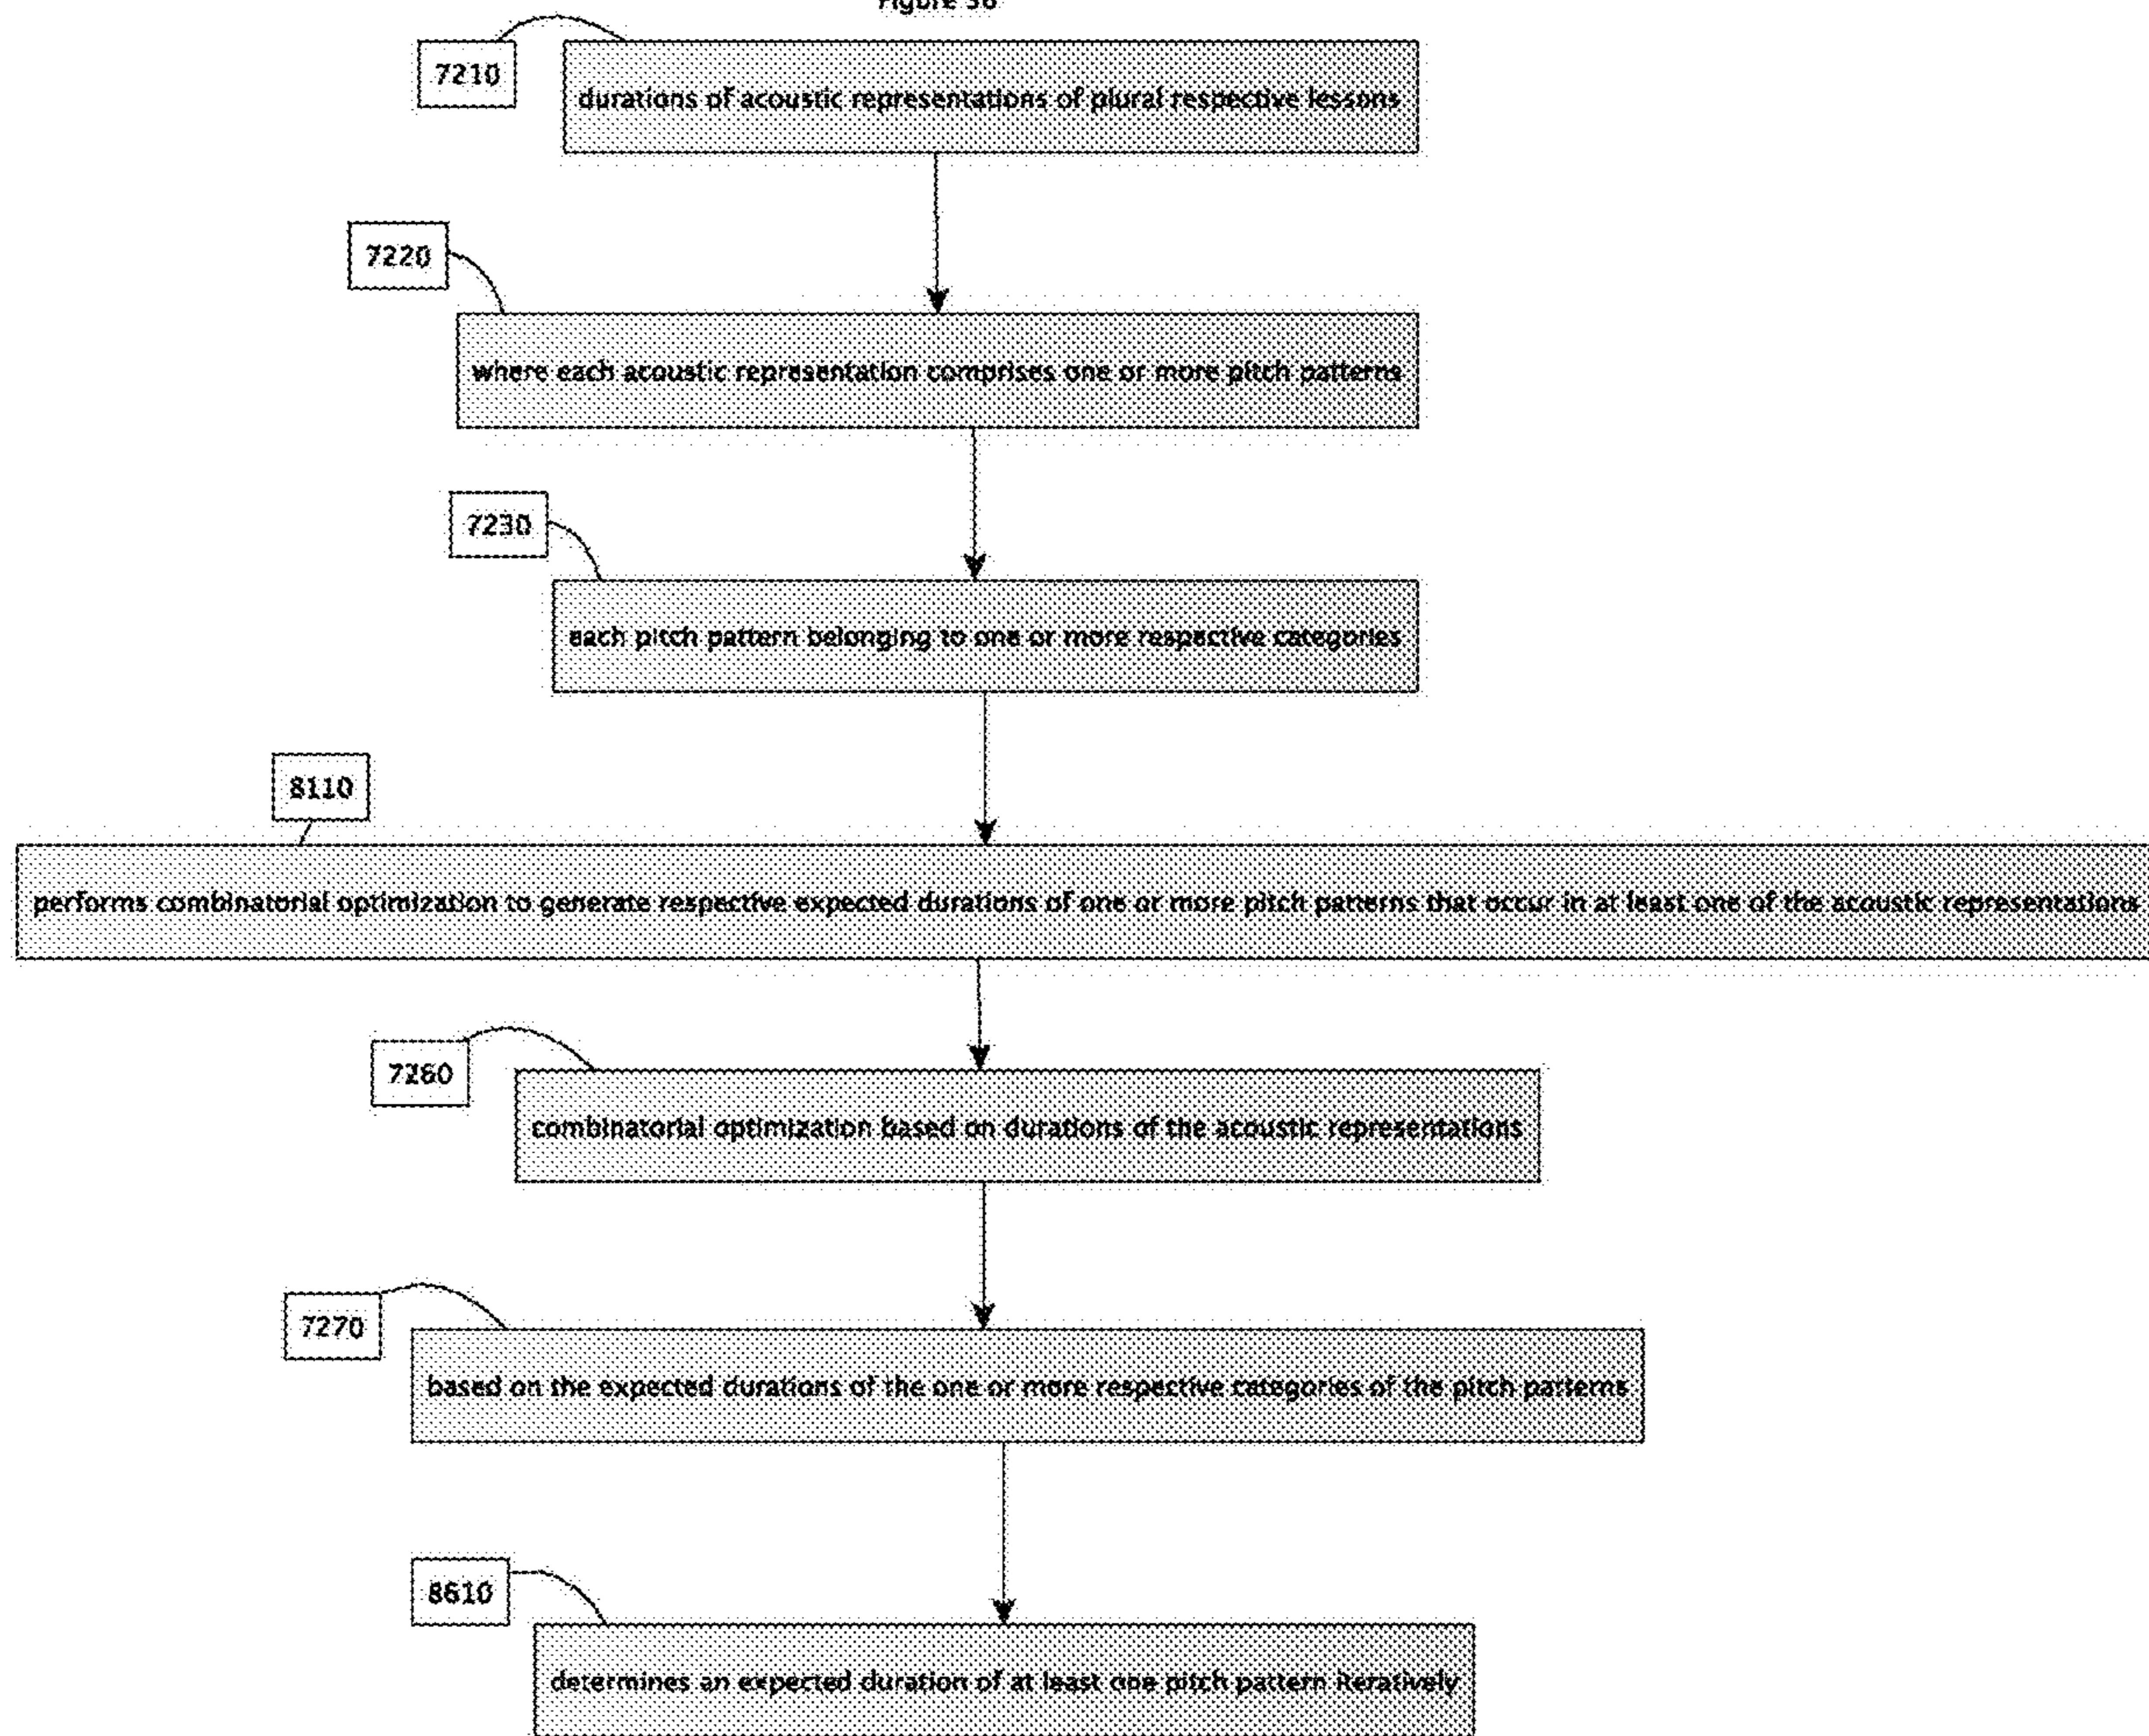 Figure 36
7210
durations of acoustic representations of plural respective lessons
7220
where each acoustic representation comprises one or more pitch patterns
7230
each pitch pattern belonging to one or more respective categories
8110
performs combinatorial optimization to generate respective expected durations of one or more pitch patterns that occur in at least one of the acoustic representations
7260
combinatorial optimization based on durations of the acoustic representations
7270
based on the expected durations of the one or more respective categories of the pitch patterns
8610
determines an expected duration of at least one pitch pattern iteratively